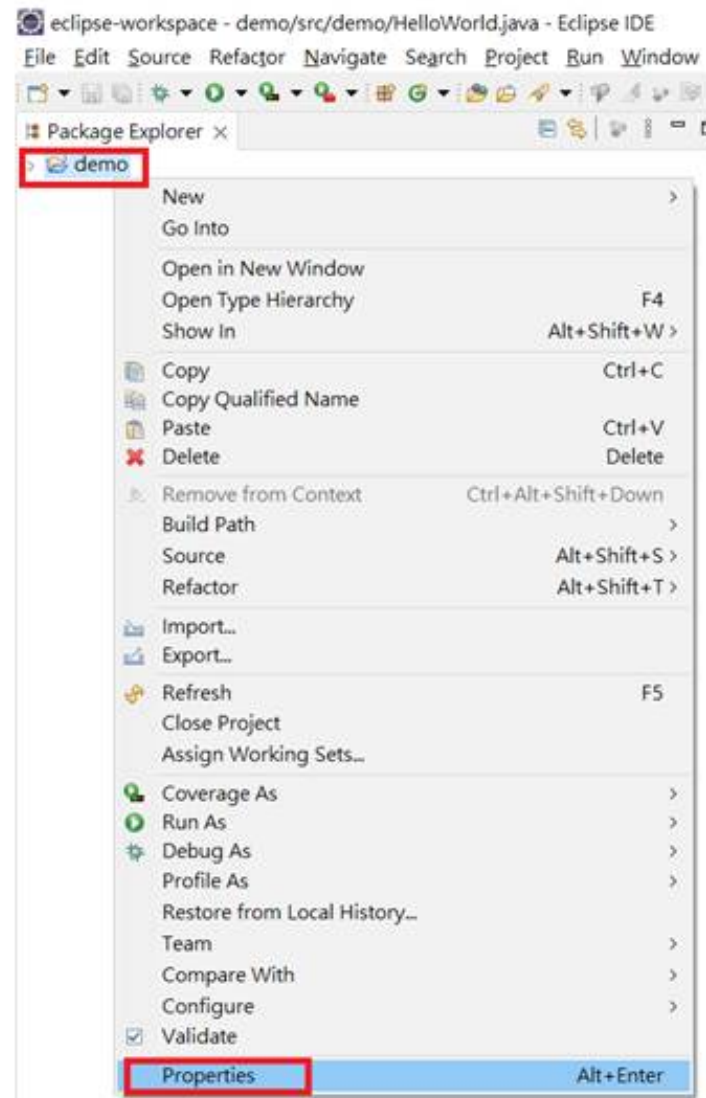 eclipse-workspace - demo/src/demo/HelloWorld.java - Eclipse IDE
File Edit Source Refactor Navigate Search Project Run Window
Package Explorer
demo
New
Go Into
Open in New Window
Open Type Hierarchy F4
Show In Alt+Shift+W
Copy Ctrl+C
Copy Qualified Name
Paste Ctrl+V
Delete Delete
Remove from Context Ctrl+Alt+Shift+Down
Build Path
Source Alt+Shift+S
Refactor Alt+Shift+T
Import...
Export...
Refresh F5
Close Project
Assign Working Sets...
Coverage As
Run As
Debug As
Profile As
Restore from Local History...
Team
Compare With
Configure
Validate
Properties Alt+Enter